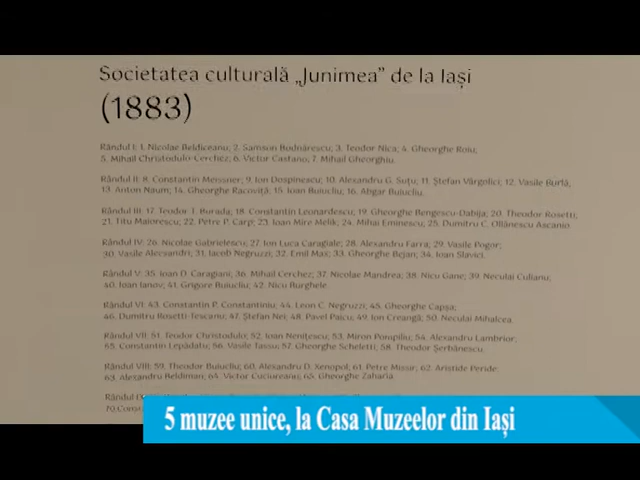 Societatea culturală „Junimea” de la Iași
(1883)
Rândul I: 1. Nicolae Beldiceanu, 2. Samson Bodnărescu; 3. Teodor Nica; 4. Gheorghe Roiu;
5. Mihail Christodulo-Cerchez; 6. Victor Castano; 7. Mihail Gheorghiu.
Rândul II: 8. Constantin Meissner; 9. Ion Dospinescu; 10. Alexandru G. Suțu; 11. Ștefan Vârgolici; 12. Vasile Burlă,
13. Anton Naum; 14. Gheorghe Racoviță; 15. Ioan Buiucliu; 16. Abgar Buiucliu.
Rândul III: 17. Teodor T. Burada; 18. Constantin Leonardescu; 19. Gheorghe Bengescu-Dabija; 20. Theodor Rosetti,
21. Titu Maiorescu; 22. Petre P. Carp; 23. Ioan Mire Melik; 24. Mihai Eminescu; 25. Dumitru C. Ollănescu Ascanio.
Rândul IV: 26. Nicolae Gabrielescu; 27. Ion Luca Caragiale; 28. Alexandru Farra; 29. Vasile Pogor;
30. Vasile Alecsandri, 31. Iacob Negruzzi, 32. Emil Max; 33. Gheorghe Bejan; 34. Ioan Slavici.
Rândul V: 35. Ioan D. Caragiani; 36. Mihail Cerchez; 37. Nicolae Mandrea; 38. Nicu Gane; 39. Neculai Culianu,
40. Ioan Ianov; 41. Grigore Buiucliu; 42. Nicu Burghele.
Rândul VI: 43. Constantin P. Constantiniu; 44. Leon C. Negruzzi; 45. Gheorghe Capșa;
46. Dumitru Rosetti Tescanu; 47. Ștefan Nei; 48. Pavel Paicu; 49. Ion Creangă; 50. Neculai Mihalcea.
Rândul VII: 51. Teodor Christodulo; 52. Ioan Nenițescu; 53. Miron Pompiliu; 54. Alexandru Lambrior;
55. Constantin Lepădatu; 56. Vasile Tassu; 57. Gheorghe Scheletti; 58. Theodor Șerbănescu.
Rândul VIII: 59. Theodor Buiucliu; 60. Alexandru D. Xenopol; 61. Petre Missir; 62. Aristide Peride;
63. Alexandru Beldiman; 64. Victor Cuciureanu; 65. Gheorghe Zaharia.
Rândul
70.
5 muzee unice, la Casa Muzeelor din Iași